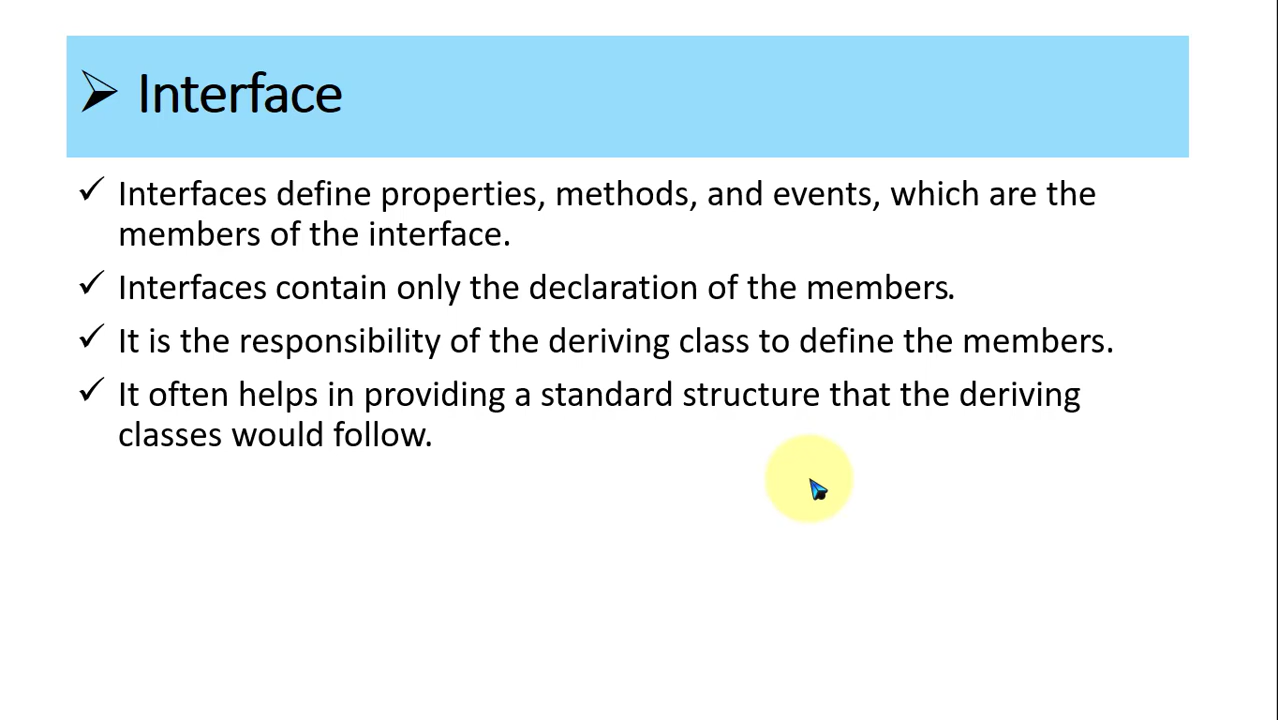 Interface
Interfaces define properties, methods, and events, which are the
members of the interface.
Interfaces contain only the declaration of the members.
It is the responsibility of the deriving class to define the members.
It often helps in providing a standard structure that the deriving
classes would follow.